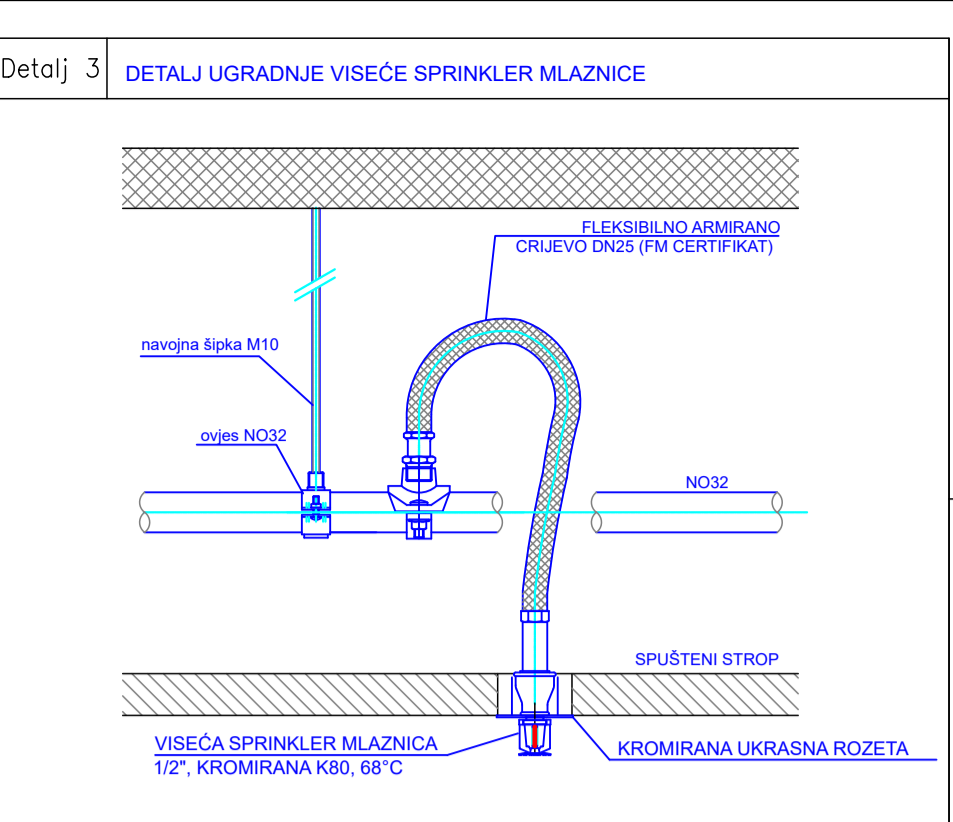 Detalj 3
DETALJ UGRADNJE VISEĆE SPRINKLER MLAZNICE
FLEKSIBILNO ARMIRANO
CRIJEVO DN25 (FM CERTIFIKAT)
navojna šipka M10
ovjes NO32
NO32
SPUŠTENI STROP
VISEĆA SPRINKLER MLAZNICA
1/2", KROMIRANA K80, 68°C
KROMIRANA UKRASNA ROZETA